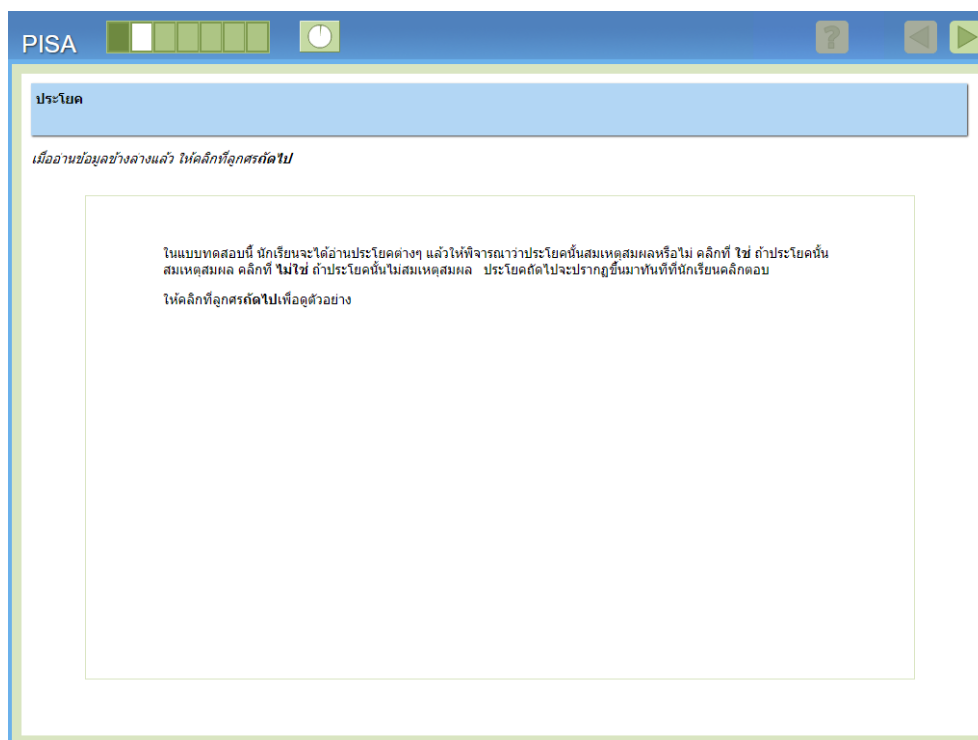 PISA
?
ประโยค
เมื่ออ่านข้อมูลข้างล่างแล้ว ให้คลิกที่ลูกศรถัดไป
ในแบบทดสอบนี้ นักเรียนจะได้อ่านประโยคต่างๆ แล้วให้พิจารณาว่าประโยคนั้นสมเหตุสมผลหรือไม่ คลิกที่ ใช่ ถ้าประโยคนั้น
สมเหตุสมผล คลิกที่ ไม่ใช่ ถ้าประโยคนั้นไม่สมเหตุสมผล ประโยคถัดไปจะปรากฏขึ้นมาทันทีที่นักเรียนคลิกตอบ
ให้คลิกที่ลูกศรถัดไปเพื่อดูตัวอย่าง